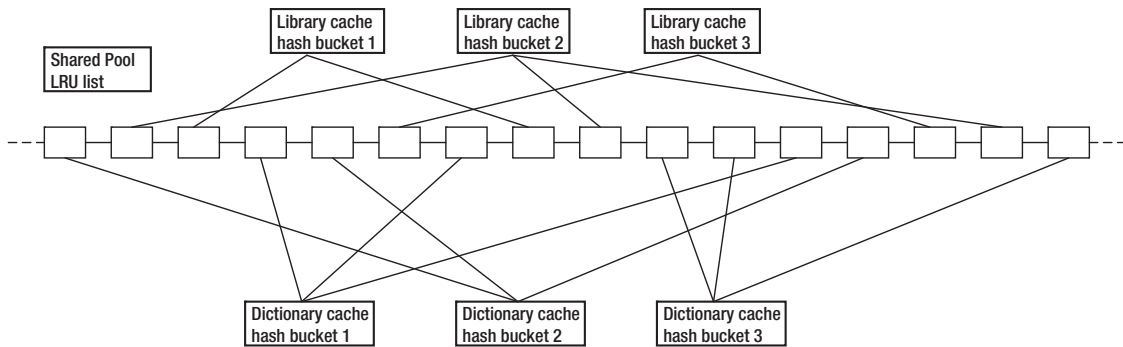 Library cache
hash bucket 1
Library cache
hash bucket 2
Library cache
hash bucket 3
Shared Pool
LRU list
Dictionary cache
hash bucket 1
Dictionary cache
hash bucket 2
Dictionary cache
hash bucket 3